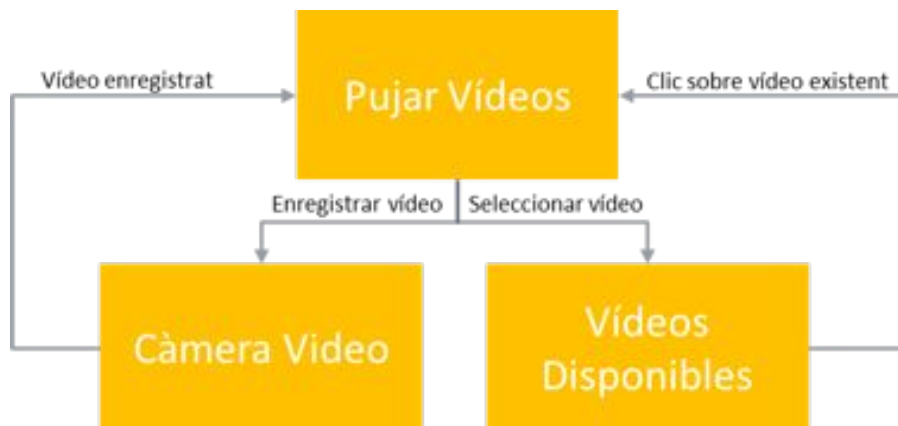 Vídeo enregistrat
Pujar Vídeos
Clic sobre vídeo existent
Enregistrar vídeo
Seleccionar vídeo
Càmera Video
Vídeos
Disponibles